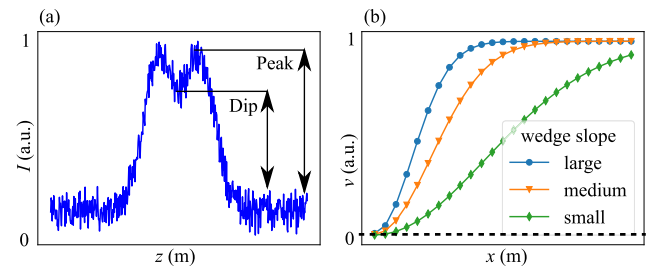 (a)
1
Peak
Dip
I (a.u.)
0
z (m)
(b)
1
wedge slope
large
medium
small
v (a.u.)
0
x (m)